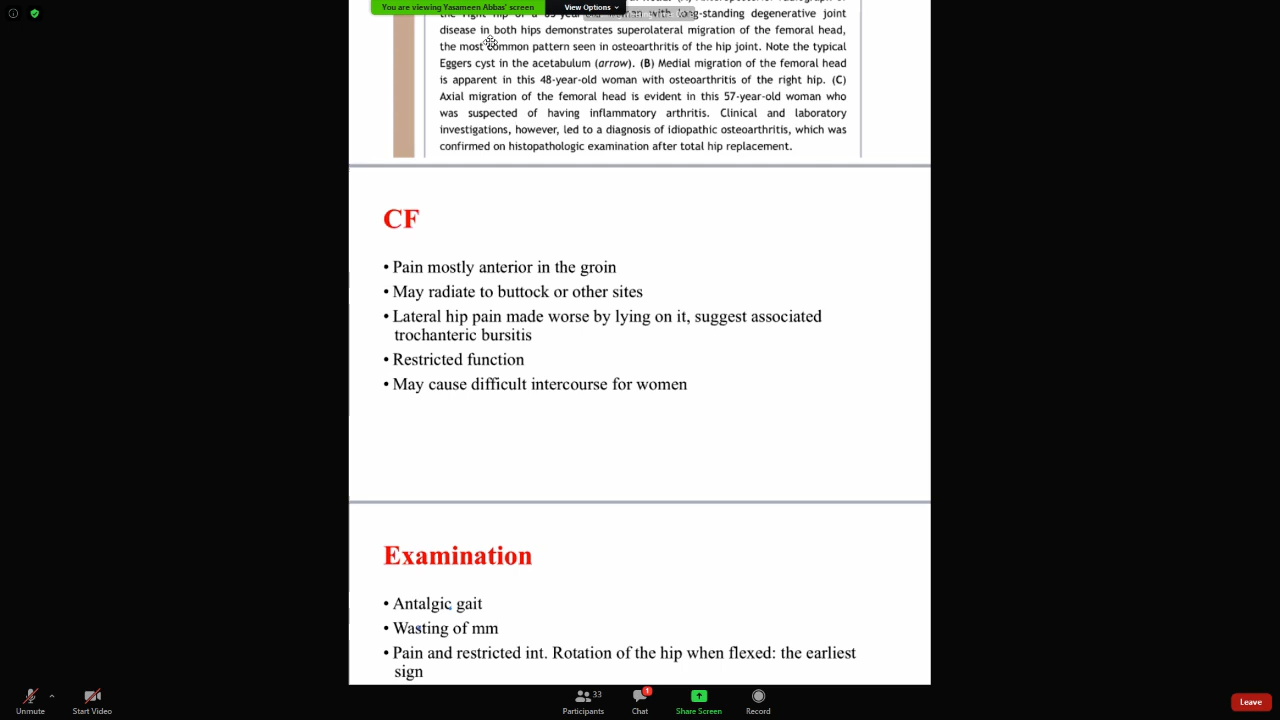 You are viewing Yasameen Abbas' screen
View Options
the right hip of a 65-year-old woman with long-standing degenerative joint
disease in both hips demonstrates superolateral migration of the femoral head,
the most common pattern seen in osteoarthritis of the hip joint. Note the typical
Eggers cyst in the acetabulum (arrow). (B) Medial migration of the femoral head
is apparent in this 48-year-old woman with osteoarthritis of the right hip. (C)
Axial migration of the femoral head is evident in this 57-year-old woman who
was suspected of having inflammatory arthritis. Clinical and laboratory
investigations, however, led to a diagnosis of idiopathic osteoarthritis, which was
confirmed on histopathologic examination after total hip replacement.
CF
• Pain mostly anterior in the groin
• May radiate to buttock or other sites
• Lateral hip pain made worse by lying on it, suggest associated
trochanteric bursitis
• Restricted function
• May cause difficult intercourse for women
Examination
• Antalgic gait
• Wasting of mm
• Pain and restricted int. Rotation of the hip when flexed: the earliest
sign
Unmute
Start Video
33
Participants
1
Chat
Share Screen
Record
Leave